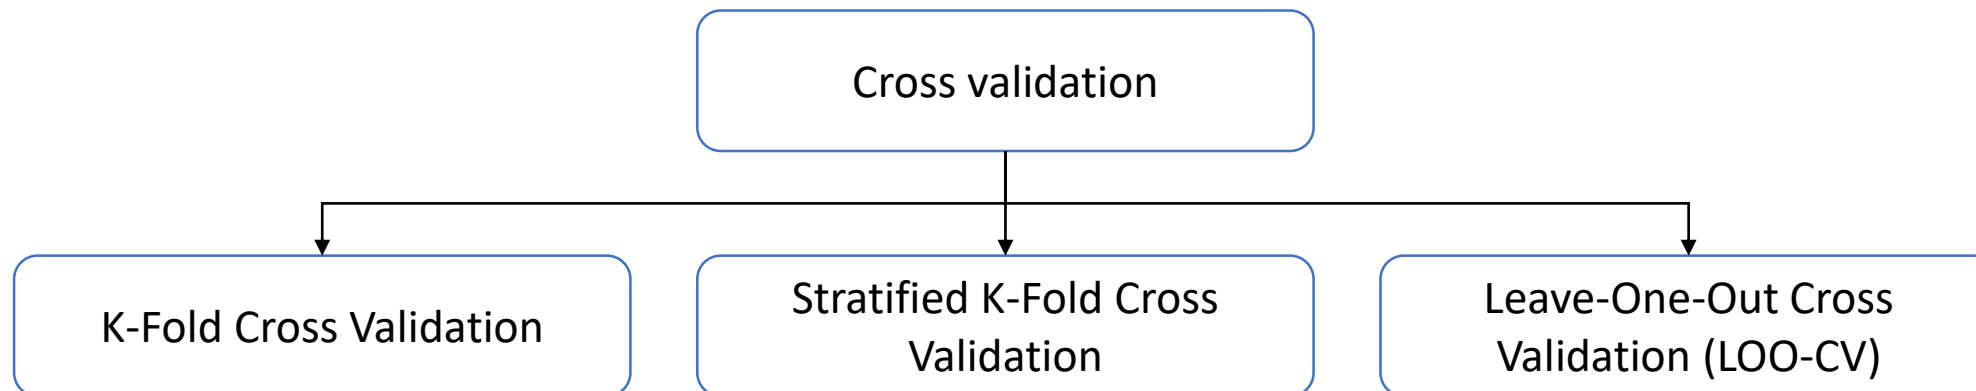 Cross validation
K-Fold Cross Validation
Stratified K-Fold Cross
Validation
Leave-One-Out Cross
Validation (LOO-CV)